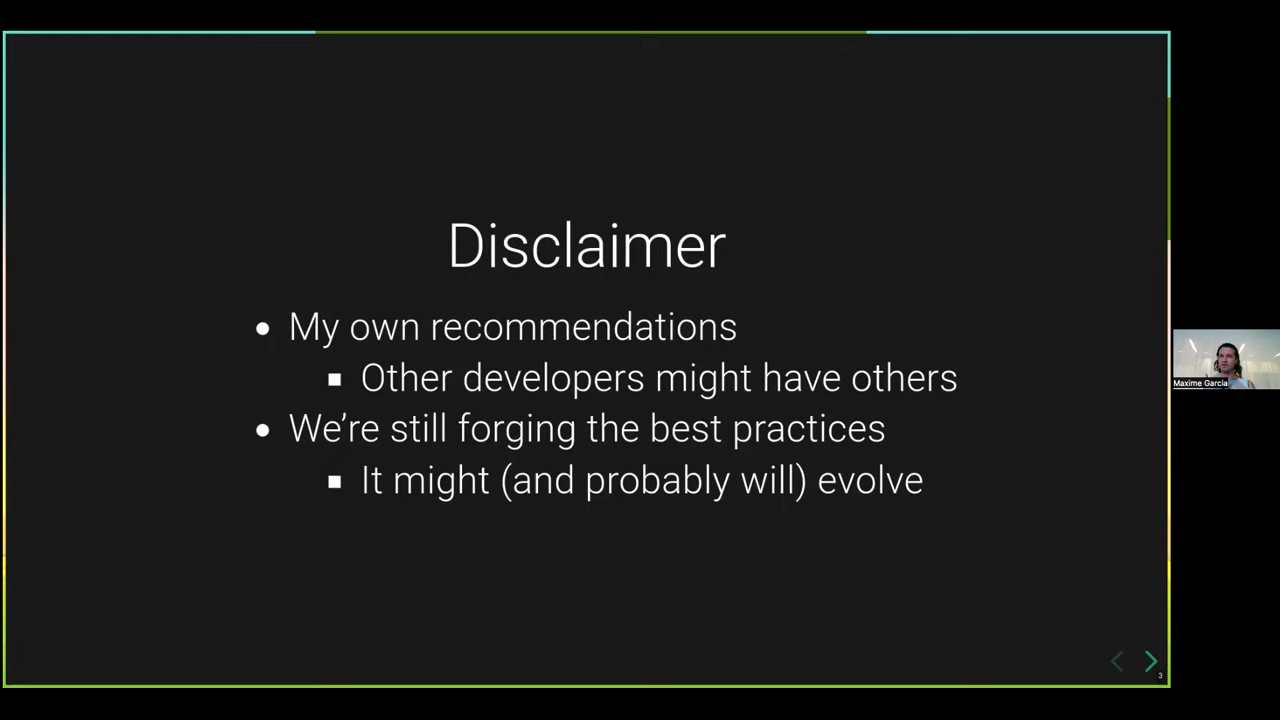 Disclaimer
My own recommendations
Other developers might have others
We’re still forging the best practices
It might (and probably will) evolve
Maxime Garcia
3